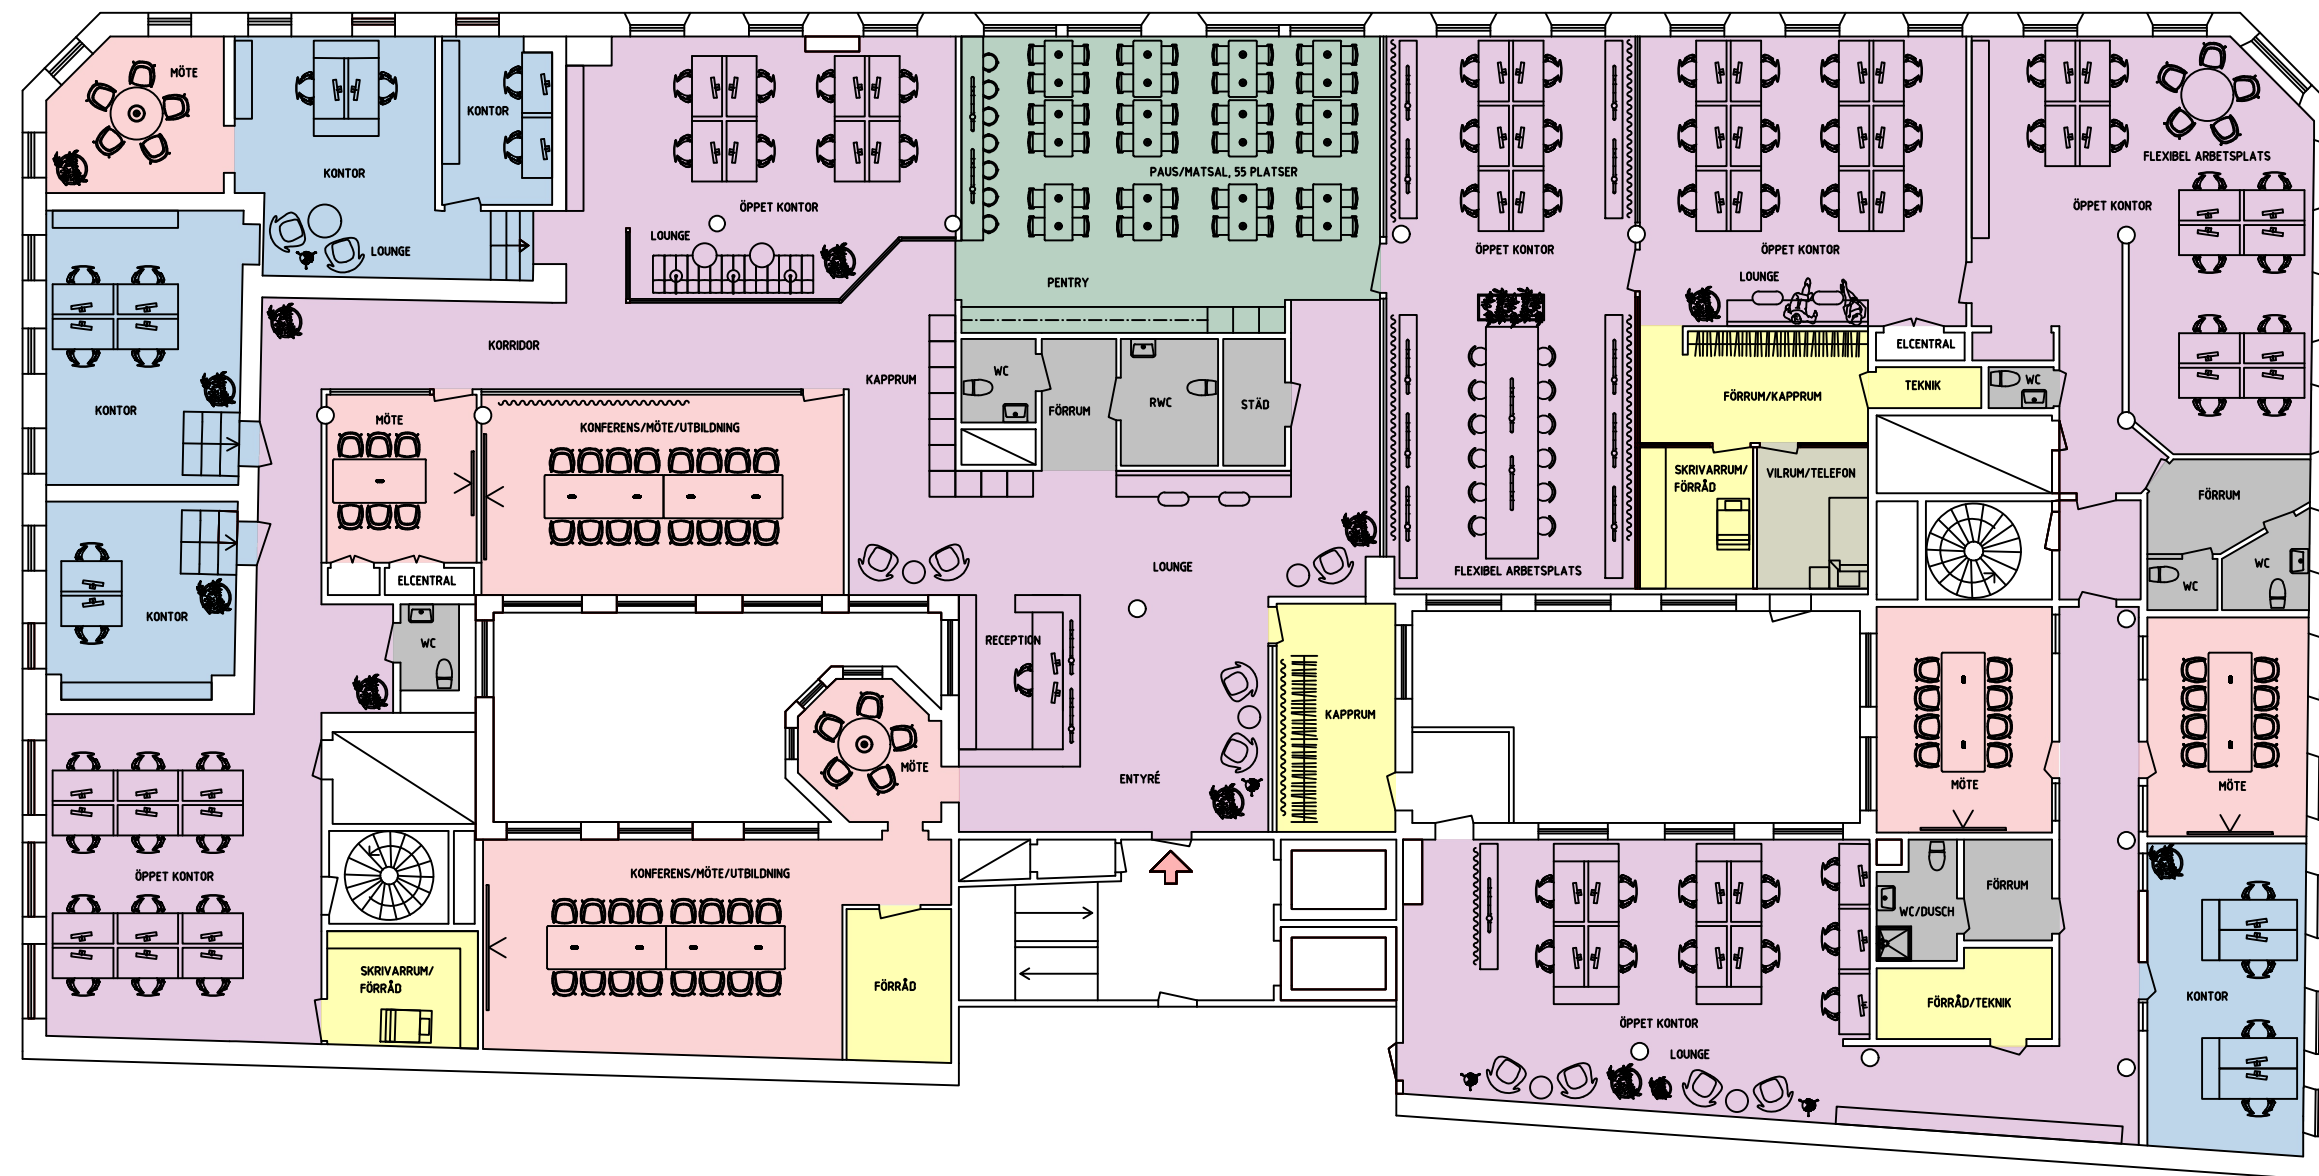 MÖTE
KONTOR
KONTOR
LOUNGE
ÖPPET KONTOR
LOUNGE
PAUS/MATSAL, 55 PLATSER
PENTRY
ÖPPET KONTOR
ÖPPET KONTOR
LOUNGE
FLEXIBEL ARBETSPLATS
ÖPPET KONTOR
KORRIDOR
KAPPRUM
WC
FÖRRUM
RWC
STÄD
ELCENTRAL
TEKNIK
WC
FÖRRUM/KAPPRUM
KONTOR
MÖTE
KONFERENS/MÖTE/UTBILDNING
SKRIVARRUM/
FÖRRÅD
VILRUM/TELEFON
FÖRRUM
WC
WC
FLEXIBEL ARBETSPLATS
LOUNGE
ELCENTRAL
KONTOR
WC
RECEPTION
KAPPRUM
MÖTE
ENTYRÉ
MÖTE
MÖTE
ÖPPET KONTOR
KONFERENS/MÖTE/UTBILDNING
SKRIVARRUM/
FÖRRÅD
FÖRRÅD
WC/DUSCH
FÖRRUM
FÖRRÅD/TEKNIK
KONTOR
ÖPPET KONTOR
LOUNGE